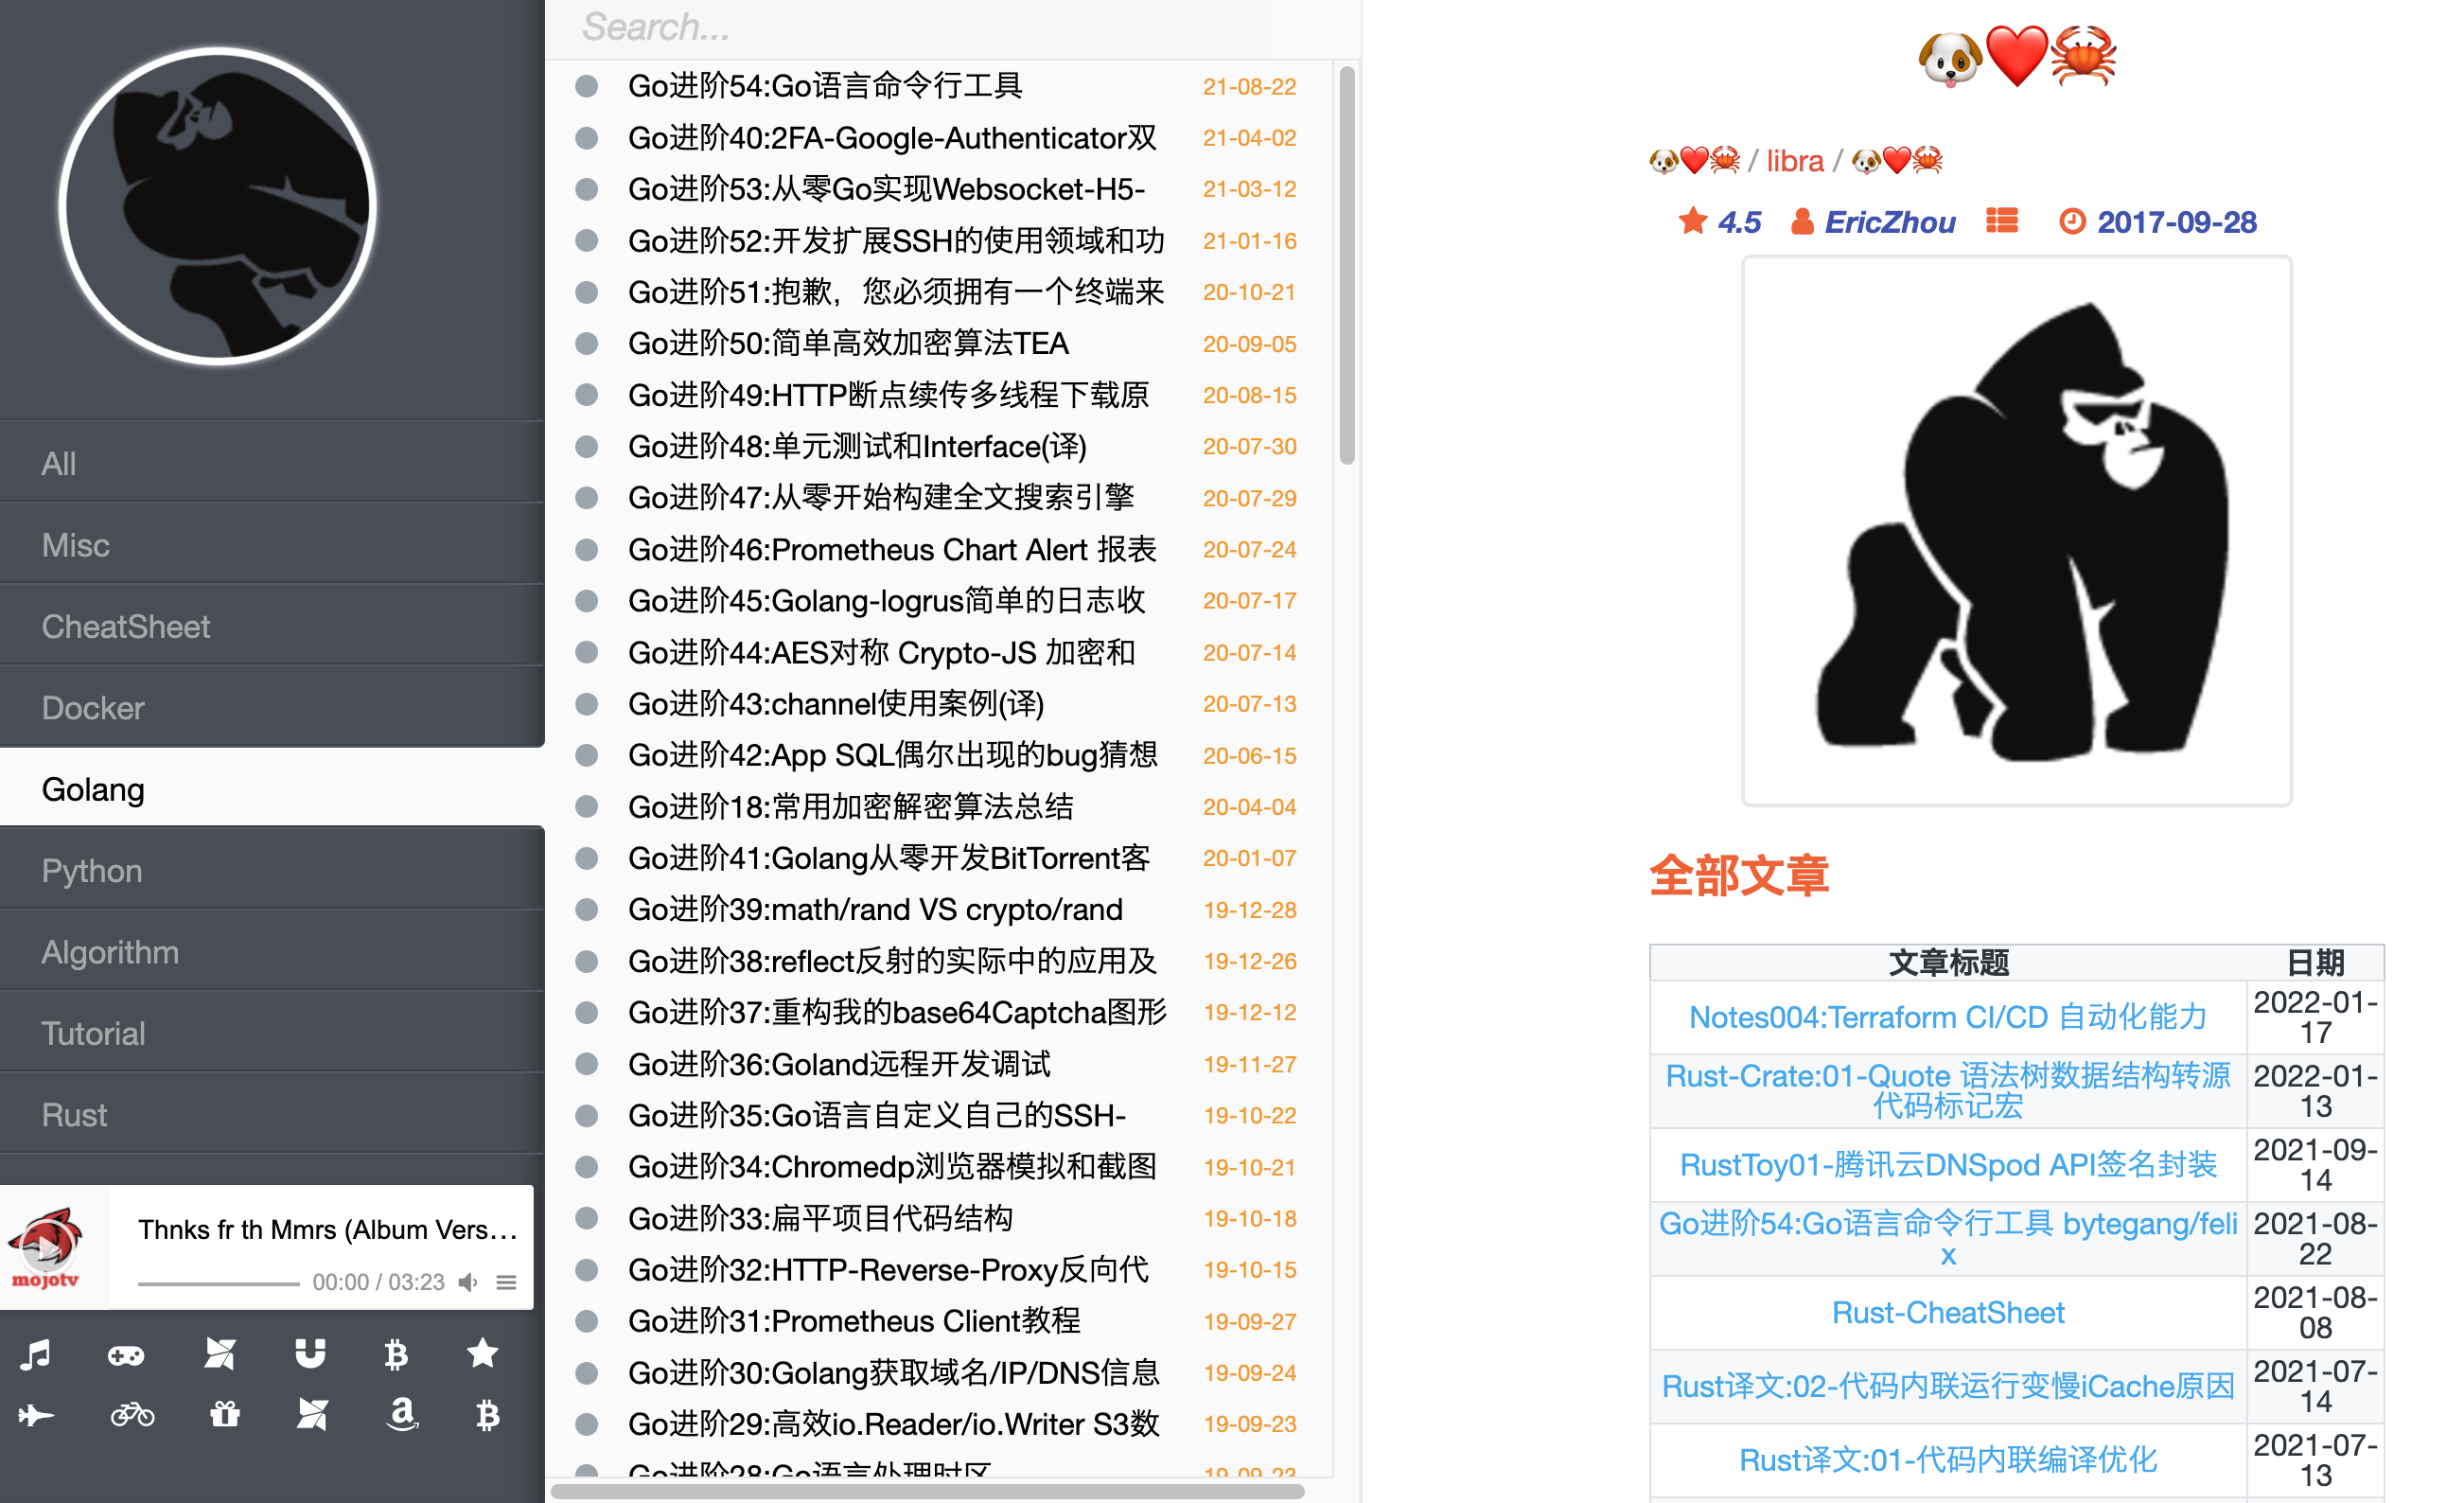 All
Misc
CheatSheet
Docker
Golang
Python
Algorithm
Tutorial
Rust
mojotv
Thnks fr th Mmrs (Album Vers...
00:00 / 03:23
Search...
Go进阶54:Go语言命令行工具 21-08-22
Go进阶40:2FA-Google-Authenticator双 21-04-02
Go进阶53:从零Go实现Websocket-H5- 21-03-12
Go进阶52:开发扩展SSH的使用领域和功 21-01-16
Go进阶51:抱歉，您必须拥有一个终端来 20-10-21
Go进阶50:简单高效加密算法TEA 20-09-05
Go进阶49:HTTP断点续传多线程下载原 20-08-15
Go进阶48:单元测试和Interface(译) 20-07-30
Go进阶47:从零开始构建全文搜索引擎 20-07-29
Go进阶46:Prometheus Chart Alert 报表 20-07-24
Go进阶45:Golang-logrus简单的日志收 20-07-17
Go进阶44:AES对称 Crypto-JS 加密和 20-07-14
Go进阶43:channel使用案例(译) 20-07-13
Go进阶42:App SQL偶尔出现的bug猜想 20-06-15
Go进阶18:常用加密解密算法总结 20-04-04
Go进阶41:Golang从零开发BitTorrent客 20-01-07
Go进阶39:math/rand VS crypto/rand 19-12-28
Go进阶38:reflect反射的实际中的应用及 19-12-26
Go进阶37:重构我的base64Captcha图形 19-12-12
Go进阶36:Goland远程开发调试 19-11-27
Go进阶35:Go语言自定义自己的SSH- 19-10-22
Go进阶34:Chromedp浏览器模拟和截图 19-10-21
Go进阶33:扁平项目代码结构 19-10-18
Go进阶32:HTTP-Reverse-Proxy反向代 19-10-15
Go进阶31:Prometheus Client教程 19-09-27
Go进阶30:Golang获取域名/IP/DNS信息 19-09-24
Go进阶29:高效io.Reader/io.Writer S3数 19-09-23
Go进阶28:Go语言处理时区 19-09-23
🐶❤️🦀
🐶❤️🦀 / libra / 🐶❤️🦀
4.5 EricZhou 2017-09-28
全部文章
文章标题 日期
Notes004:Terraform CI/CD 自动化能力 2022-01-
17
Rust-Crate:01-Quote 语法树数据结构转源 2022-01-
代码标记宏 13
RustToy01-腾讯云DNSpod API签名封装 2021-09-
14
Go进阶54:Go语言命令行工具 bytegang/feli 2021-08-
x 22
Rust-CheatSheet 2021-08-
08
Rust译文:02-代码内联运行变慢iCache原因 2021-07-
14
Rust译文:01-代码内联编译优化 2021-07-
13